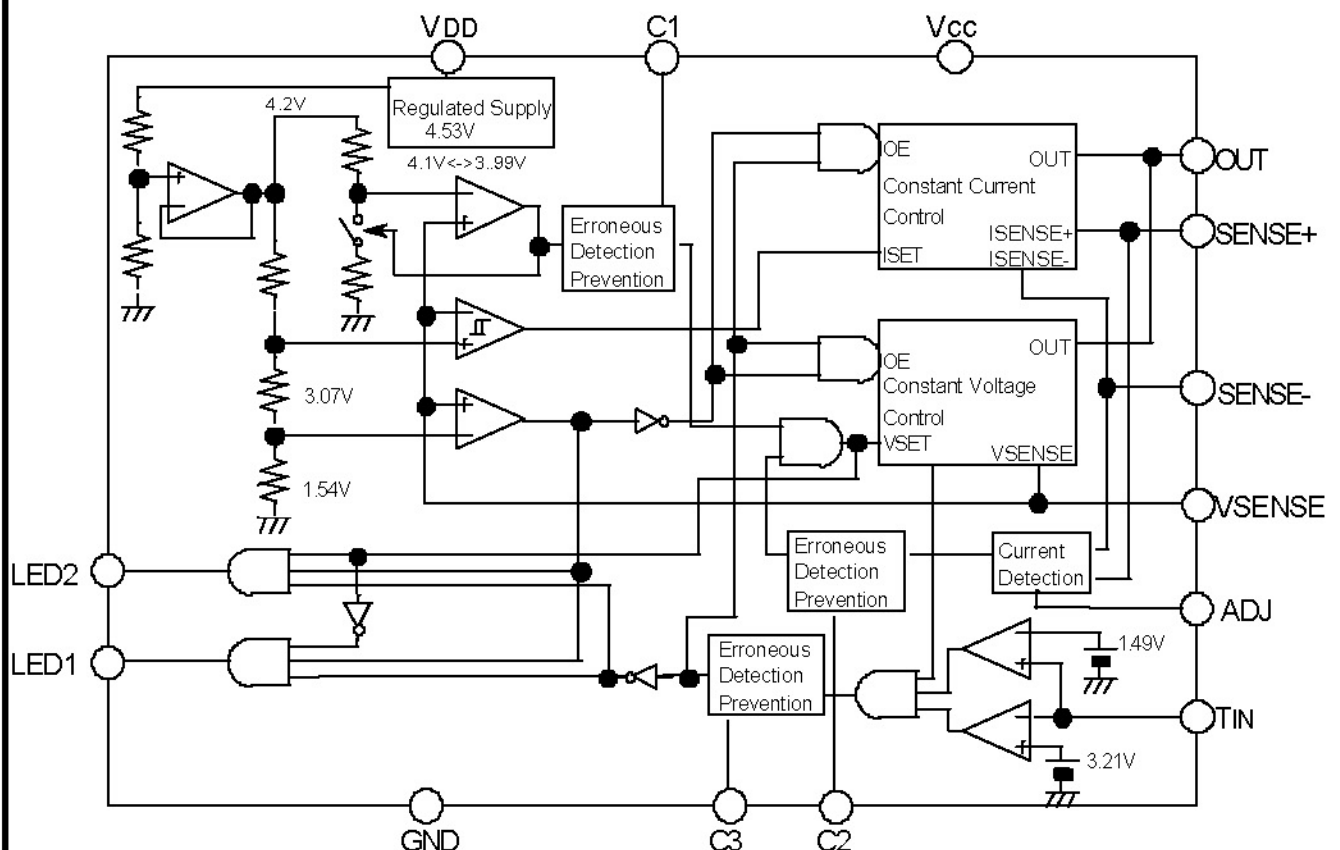 VDD
C1
Vcc
4.2V
Regulated Supply
4.53V
4.1V<->3..99V
Erroneous
Detection
Prevention
OE
OUT
Constant Current
Control
ISENSE+
ISET
ISENSE-
OUT
SENSE+
OUT
OE
Constant Voltage
Control
VSET
VSENSE
SENSE-
3.07V
1.54V
VSENSE
Erroneous
Detection
Prevention
Current
Detection
LED2
ADJ
LED1
Erroneous
Detection
Prevention
1.49V
TIN
3.21V
GND
C3
C2